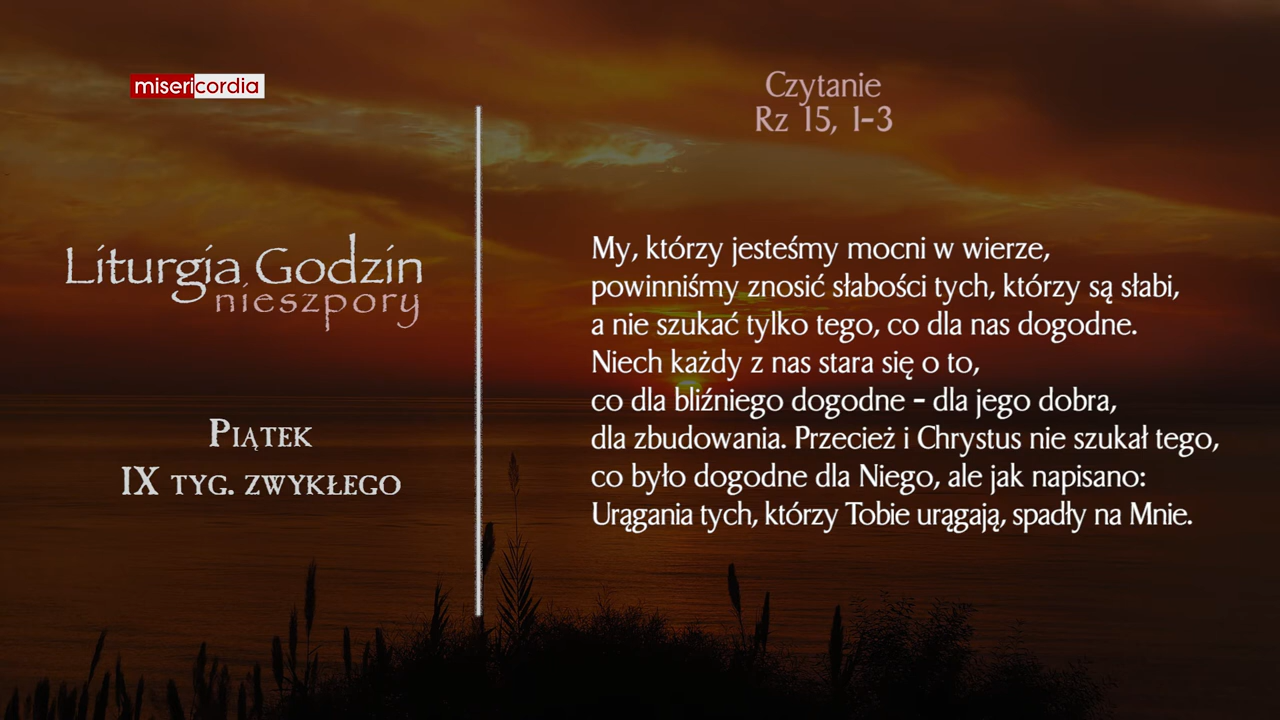 misericordia
Liturgia Godzin
nieszpory
Piątek
IX tyg. zwykłego
Czytanie
Rz 15, 1-3
My, którzy jesteśmy mocni w wierze,
powinniśmy znosić słabości tych, którzy są słabi,
a nie szukać tylko tego, co dla nas dogodne.
Niech każdy z nas stara się o to,
co dla bliźniego dogodne - dla jego dobra,
dla zbudowania. Przecież i Chrystus nie szukał tego,
co było dogodne dla Niego, ale jak napisano:
Urągania tych, którzy Tobie urągają, spadły na Mnie.